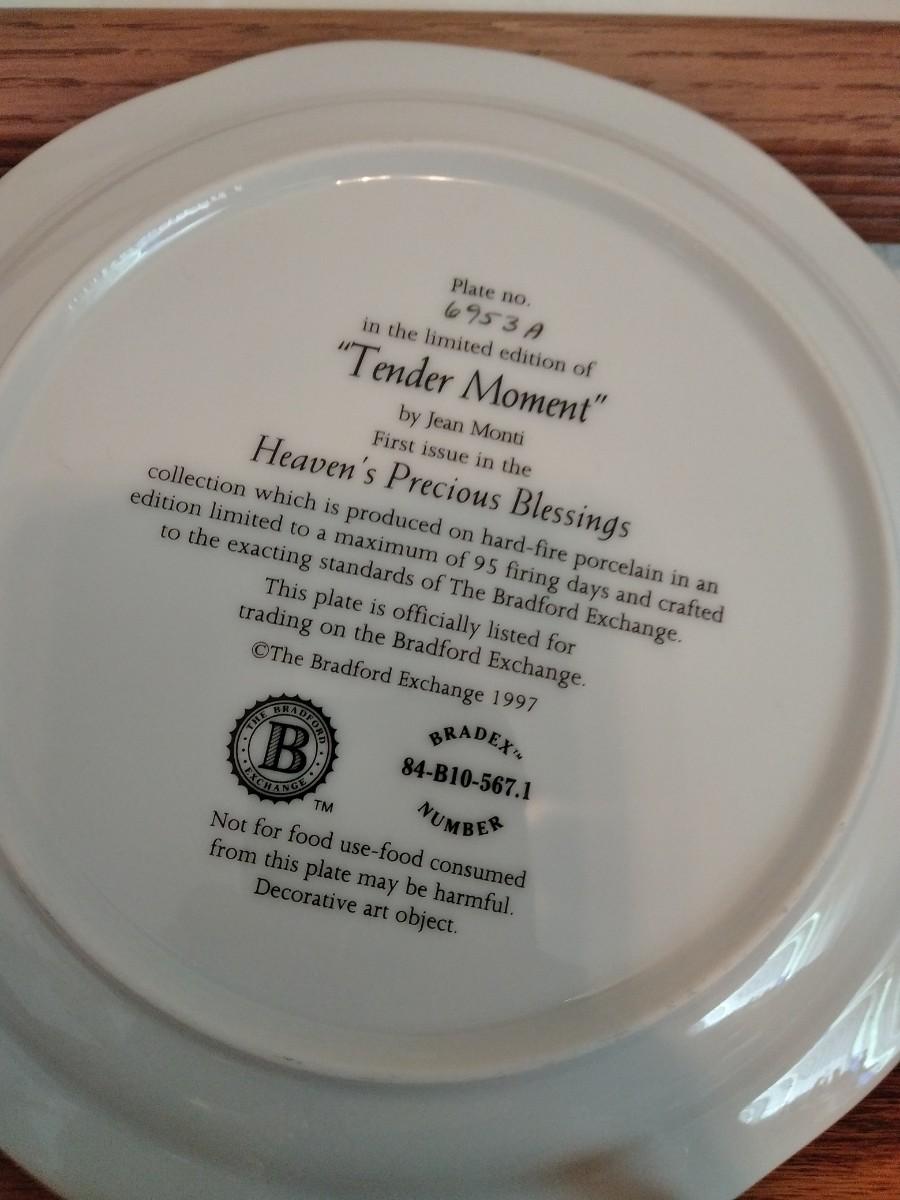 Plate no.
6953A
in the limited edition of
"Tender Moment"
by Jean Monti
First issue in the
Heaven's Precious Blessings
collection which is produced on hard-fire porcelain in an
edition limited to a maximum of 95 firing days and crafted
to the exacting standards of The Bradford Exchange.
This plate is officially listed for
trading on the Bradford Exchange.
©The Bradford Exchange 1997
THE BRADFORD
B
EXCHANGE
TM
BRADEX™
84-B10-567.1
NUMBER
Not for food use-food consumed
from this plate may be harmful.
Decorative art object.